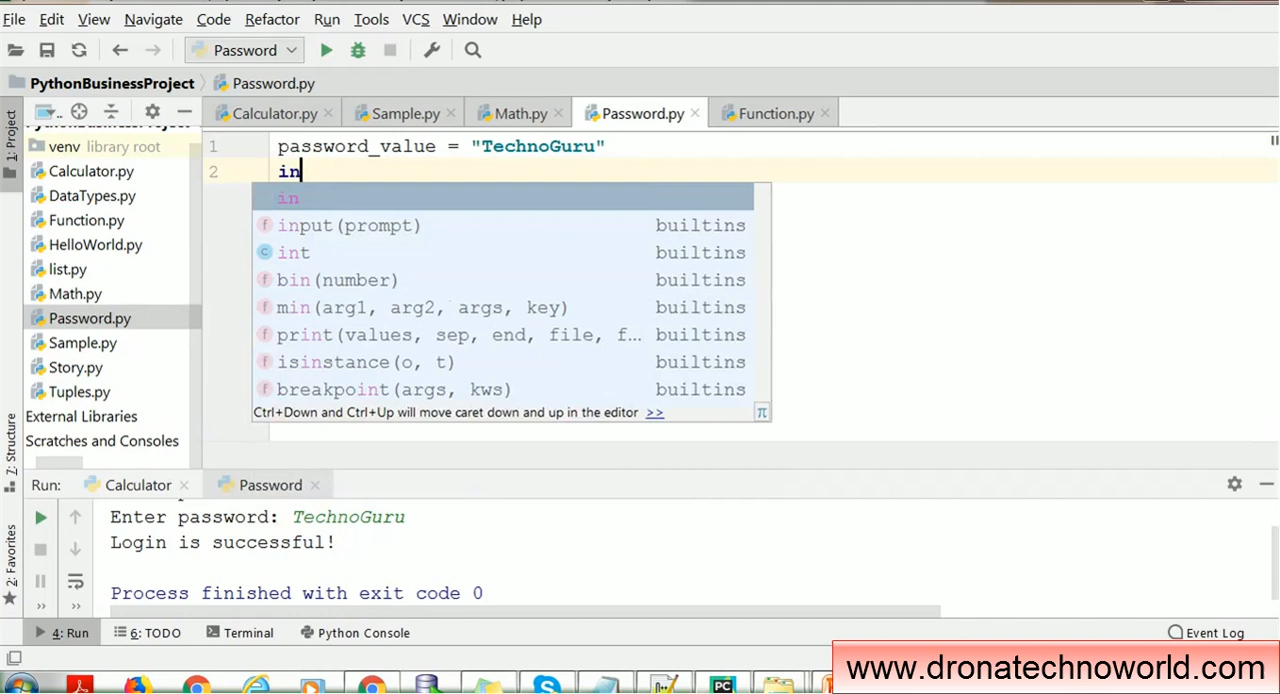 File Edit View Navigate Code Refactor Run Tools VCS Window Help
Password
PythonBusinessProject Password.py
Calculator.py Sample.py Math.py Password.py Function.py
1: Project
venv library root
Calculator.py
DataTypes.py
Function.py
HelloWorld.py
list.py
Math.py
Password.py
Sample.py
Story.py
Tuples.py
External Libraries
Scratches and Consoles
1 password_value = "TechnoGuru"
2 in
in
input(prompt) builtins
int builtins
bin(number) builtins
min(arg1, arg2, args, key) builtins
print(values, sep, end, file, f... builtins
isinstance(o, t) builtins
breakpoint(args, kws) builtins
Ctrl+Down and Ctrl+Up will move caret down and up in the editor >> π
7: Structure
2: Favorites
Run: Calculator Password
Enter password: TechnoGuru
Login is successful!
Process finished with exit code 0
4: Run 6: TODO Terminal Python Console Event Log
www.dronatechnoworld.com